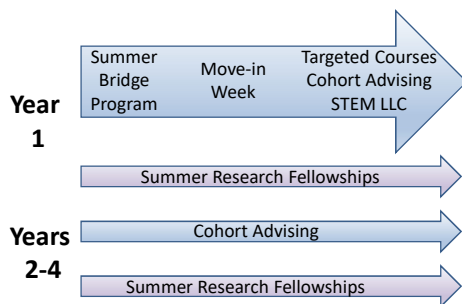 Year
1
Summer
Bridge
Program
Move-in
Week
Targeted Courses
Cohort Advising
STEM LLC
Summer Research Fellowships
Years
2-4
Cohort Advising
Summer Research Fellowships